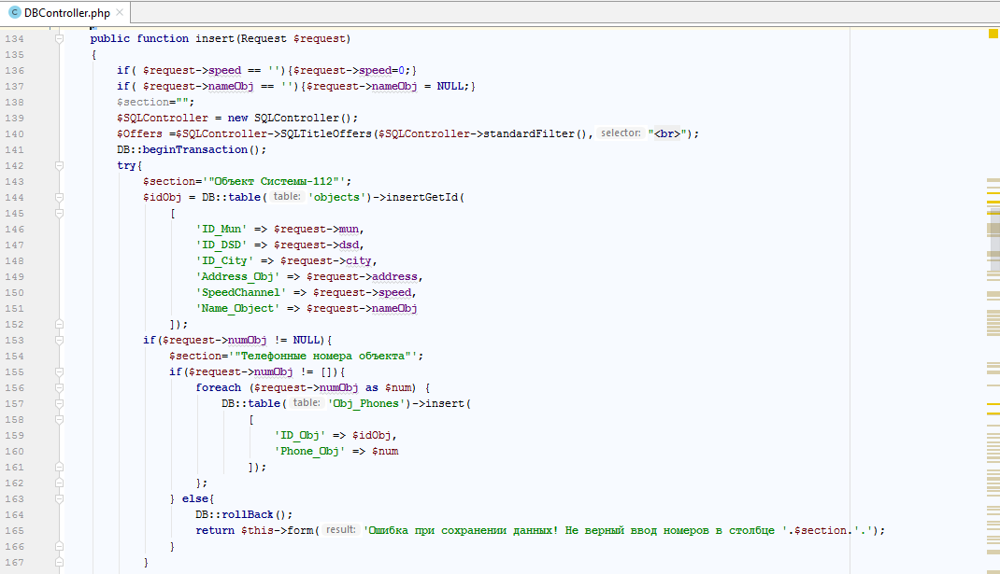 DBController.php
134 public function insert(Request $request)
135 {
136 if( $request->speed == ''){$request->speed=0;}
137 if( $request->nameObj == ''){$request->nameObj = NULL;}
138 $section="";
139 $SQLController = new SQLController();
140 $Offers =$SQLController->SQLTitleOffers($SQLController->standardFilter(), selector: "<br>");
141 DB::beginTransaction();
142 try{
143 $section='"Объект Системы-112"';
144 $idObj = DB::table( table: 'objects')->insertGetId(
145 [
146 'ID_Mun' => $request->mun,
147 'ID_DSD' => $request->dsd,
148 'ID_City' => $request->city,
149 'Address_Obj' => $request->address,
150 'SpeedChannel' => $request->speed,
151 'Name_Object' => $request->nameObj
152 ]);
153 if($request->numObj != NULL){
154 $section='"Телефонные номера объекта"';
155 if($request->numObj != []){
156 foreach ($request->numObj as $num) {
157 DB::table( table: 'Obj_Phones')->insert(
158 [
159 'ID_Obj' => $idObj,
160 'Phone_Obj' => $num
161 ]);
162 };
163 } else{
164 DB::rollBack();
165 return $this->form( result: 'Ошибка при сохранении данных! Не верный ввод номеров в столбце '.$section.'.');
166 }
167 }